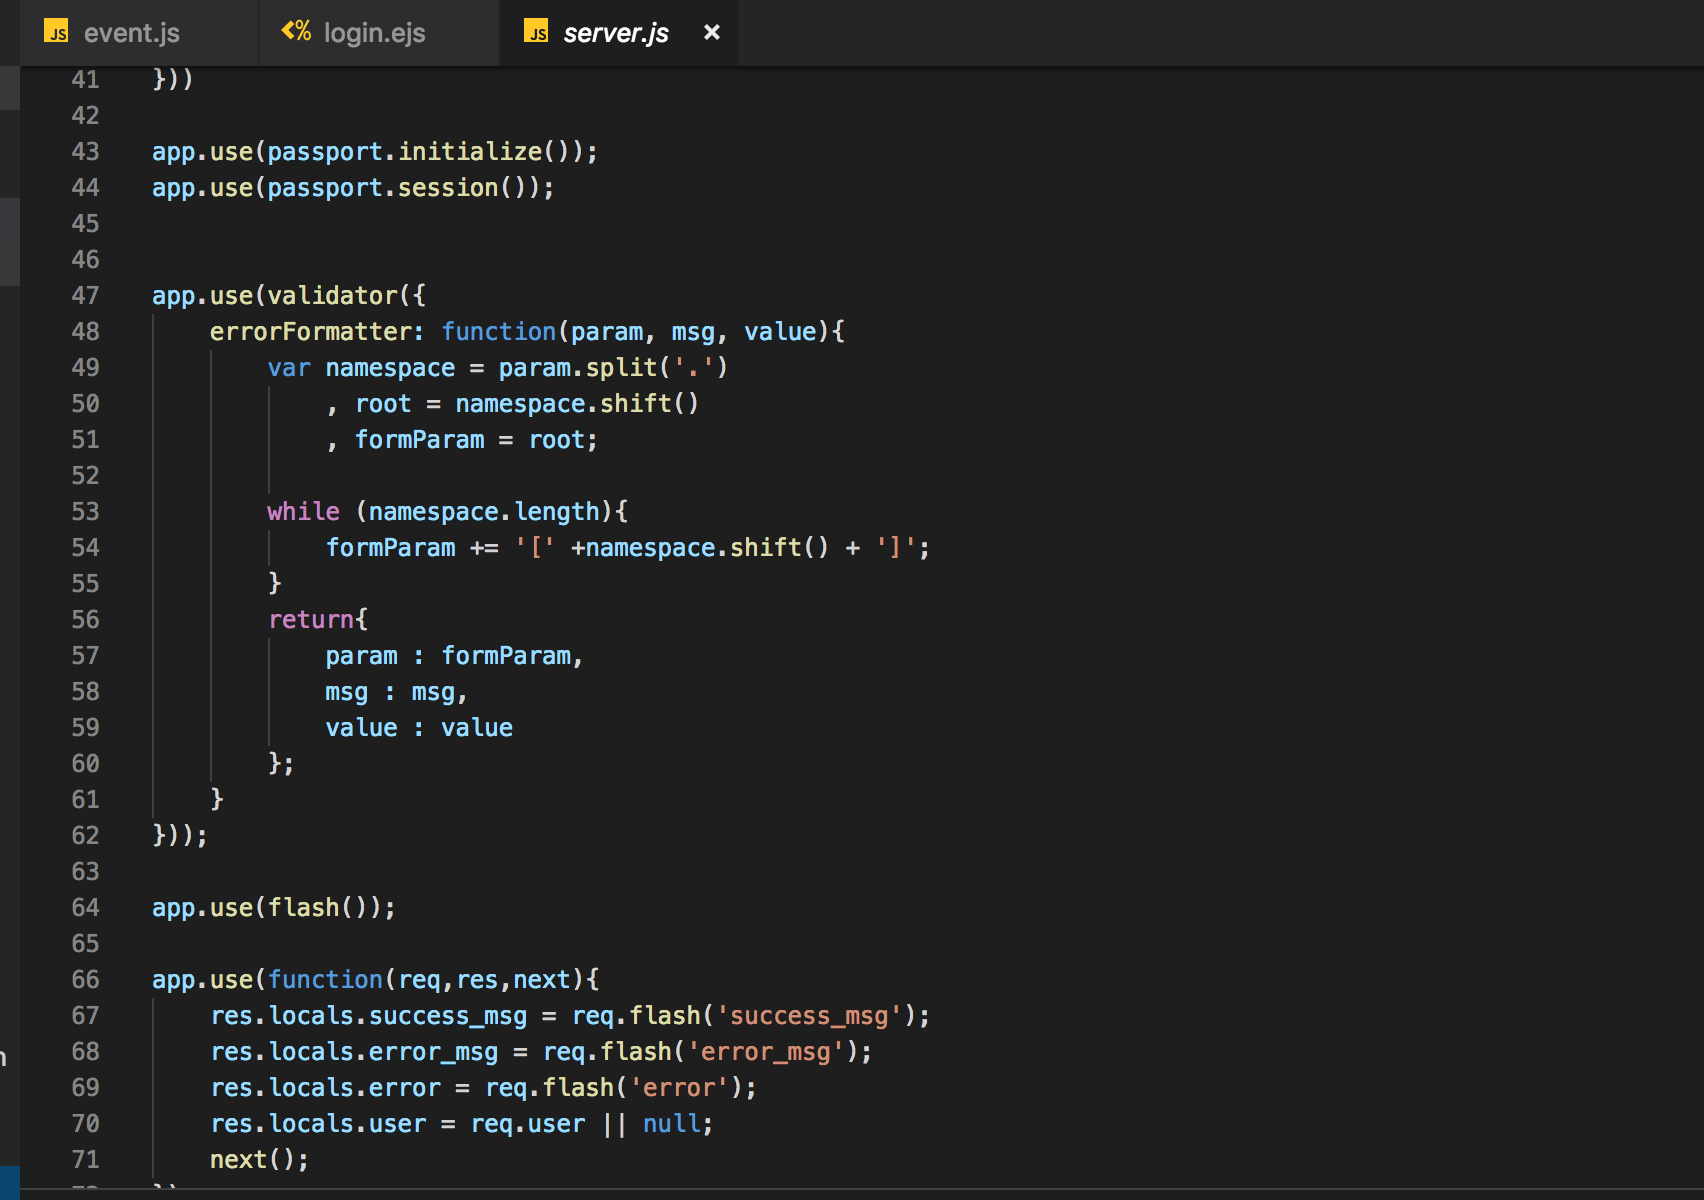 JS event.js <% login.ejs JS server.js ×
41 }))
42
43 app.use(passport.initialize());
44 app.use(passport.session());
45
46
47 app.use(validator({
48     errorFormatter: function(param, msg, value){
49         var namespace = param.split('.')
50             , root = namespace.shift()
51             , formParam = root;
52
53         while (namespace.length){
54             formParam += '[' +namespace.shift() + ']';
55         }
56         return{
57             param : formParam,
58             msg : msg,
59             value : value
60         };
61     }
62 }));
63
64 app.use(flash());
65
66 app.use(function(req,res,next){
67     res.locals.success_msg = req.flash('success_msg');
68     res.locals.error_msg = req.flash('error_msg');
69     res.locals.error = req.flash('error');
70     res.locals.user = req.user || null;
71     next();